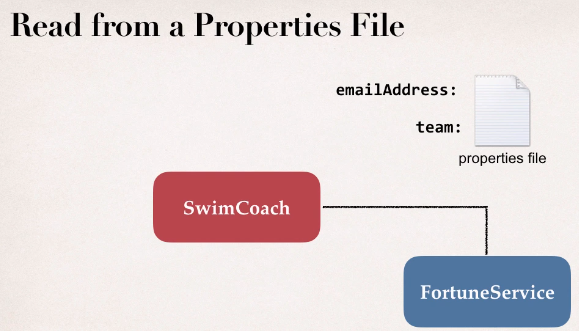 Read from a Properties File
emailAddress:
team:
properties file
SwimCoach
FortuneService